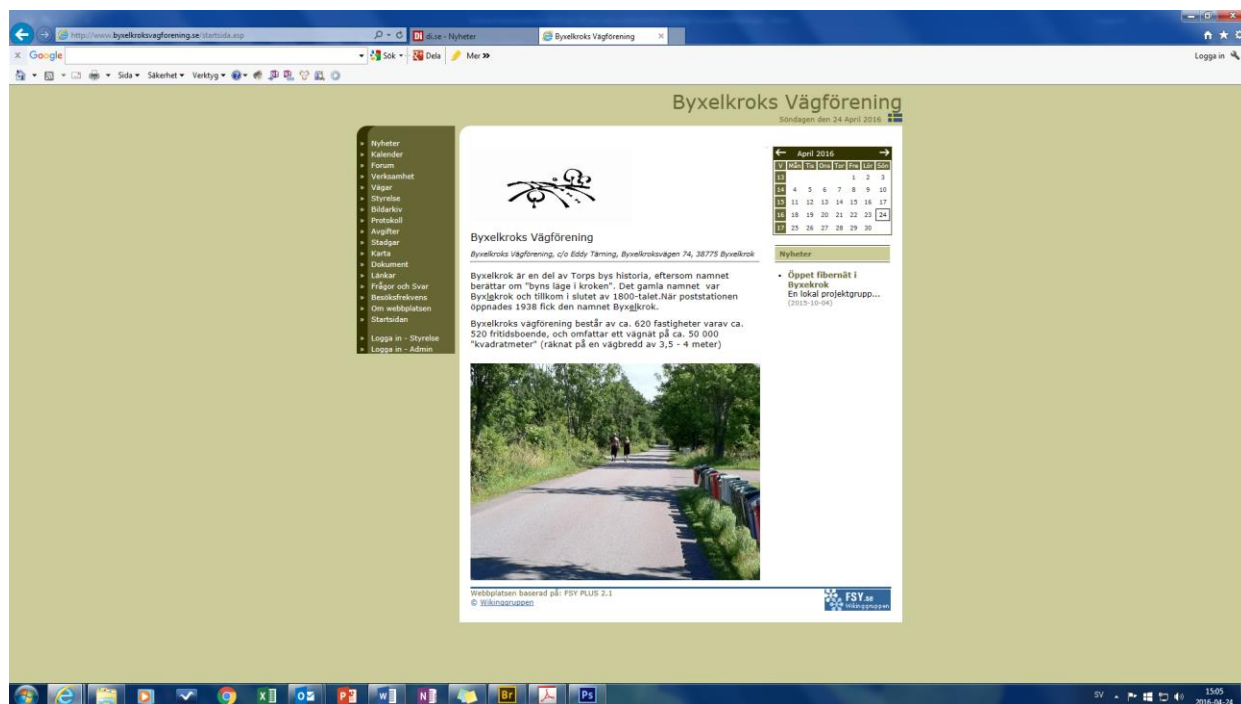 http://www.byxelkroksvagforening.se/startsida.asp
di.se - Nyheter
Byxelkroks Vägförening
x Google
Sök
Dela
Mer
Logga in
Sida
Säkerhet
Verktyg
Byxelkroks Vägförening
Söndagen den 24 April 2016
Nyheter
Kalender
Forum
Verksamhet
Vägar
Styrelse
Bildarkiv
Protokoll
Avgifter
Stadgar
Karta
Dokument
Länkar
Frågor och Svar
Besöksfrekvens
Om webbplatsen
Startsidan
Logga in - Styrelse
Logga in - Admin
Byxelkroks Vägförening
Byxelkroks Vägförening, c/o Eddy Tärning, Byxelkroksvägen 74, 38775 Byxelkrok
Byxelkrok är en del av Torps bys historia, eftersom namnet
berättar om "byns läge i kroken". Det gamla namnet var
Byxlekrok och tillkom i slutet av 1800-talet.När poststationen
öppnades 1938 fick den namnet Byxelkrok.
Byxelkroks vägförening består av ca. 620 fastigheter varav ca.
520 fritidsboende, och omfattar ett vägnät på ca. 50 000
"kvadratmeter" (räknat på en vägbredd av 3,5 - 4 meter)
April 2016
V Mån Tis Ons Tor Fre Lör Sön
13 1 2 3
14 4 5 6 7 8 9 10
15 11 12 13 14 15 16 17
16 18 19 20 21 22 23 24
17 25 26 27 28 29 30
Nyheter
Öppet fibernät i
Byxekrok
En lokal projektgrupp...
(2015-10-04)
Webbplatsen baserad på: FSY PLUS 2.1
© Wikinggruppen
FSY.se
Wikinggruppen
Br
Ps
SV
15:05
2016-04-24